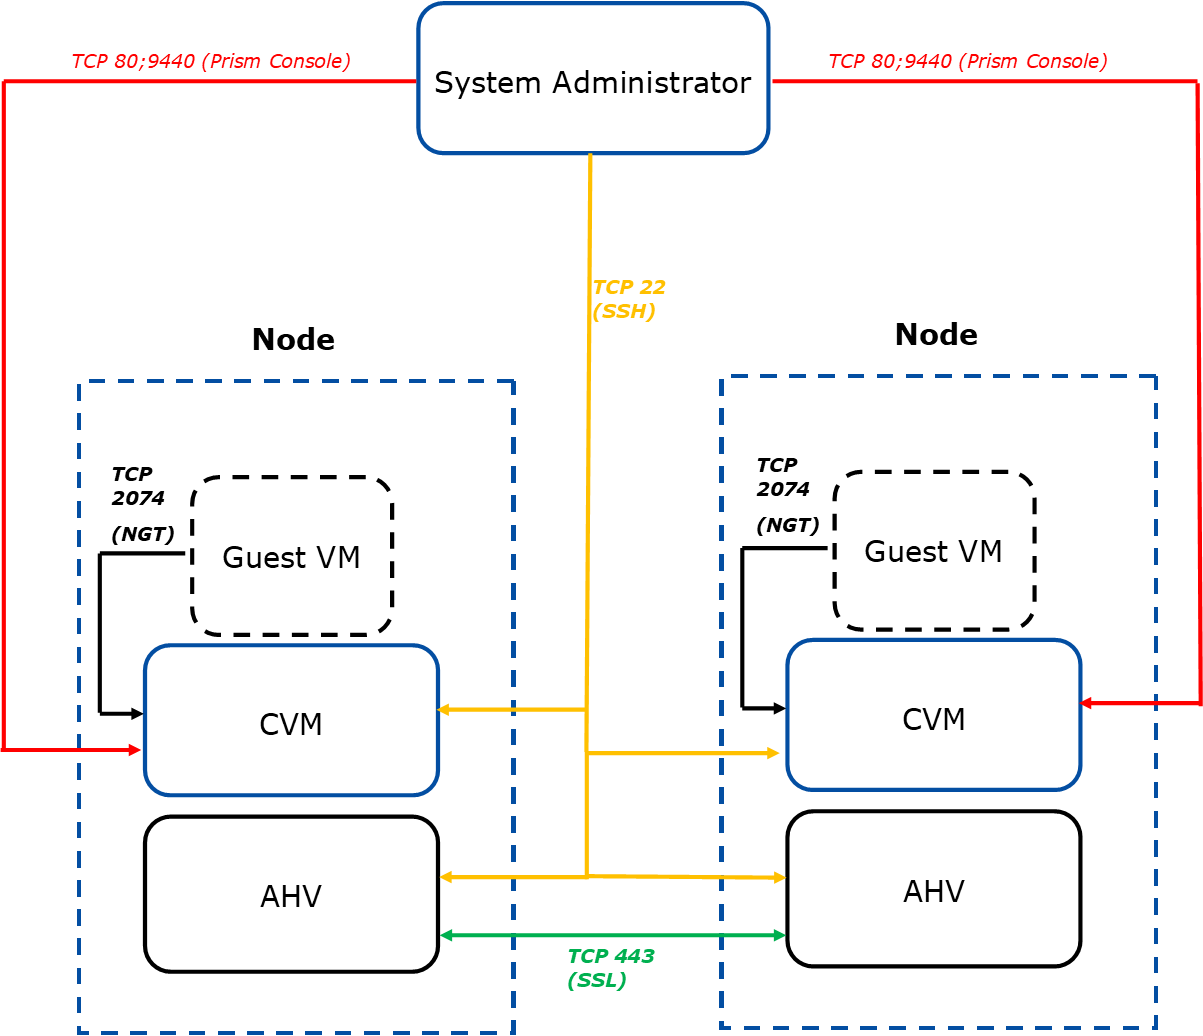 TCP 80;9440 (Prism Console)
TCP 80;9440 (Prism Console)
System Administrator
TCP 22
(SSH)
Node
Node
TCP
2074
(NGT)
Guest VM
TCP
2074
(NGT)
Guest VM
CVM
CVM
AHV
AHV
TCP 443
(SSL)